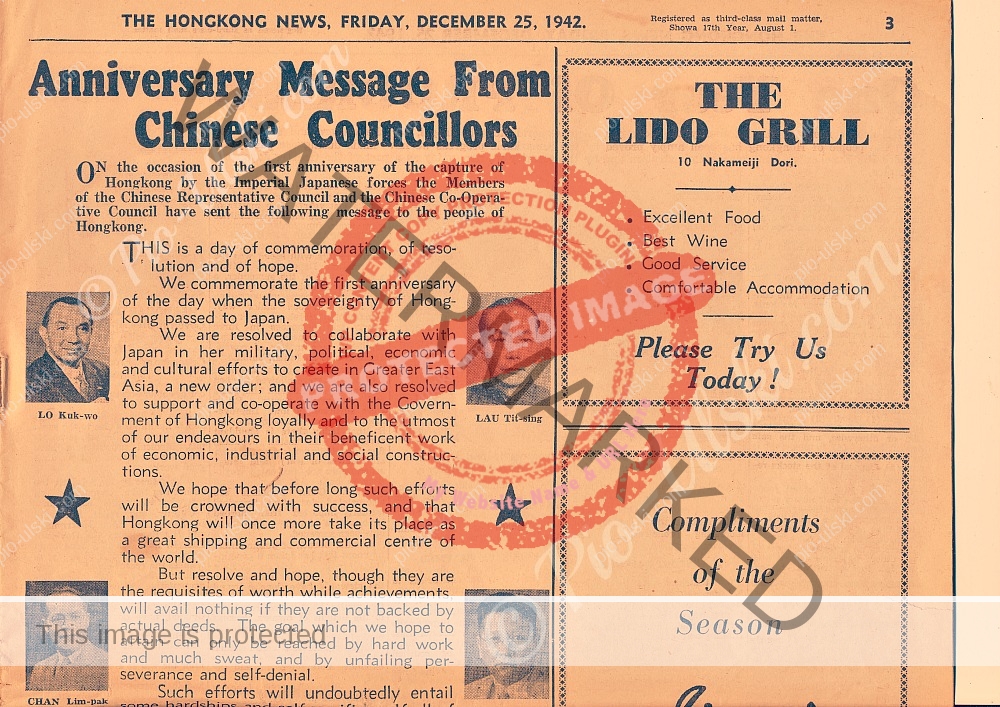 THE HONGKONG NEWS, FRIDAY, DECEMBER 25, 1942.
Registered as third-class mail matter,
Showa 17th Year, August 1.
3
Anniversary Message From
Chinese Councillors
ON the occasion of the first anniversary of the capture of
Hongkong by the Imperial Japanese forces the Members
of the Chinese Representative Council and the Chinese Co-Opera-
tive Council have sent the following message to the people of
Hongkong.
THIS is a day of commemoration, of reso-
lution and of hope.
We commemorate the first anniversary
of the day when the sovereignty of Hong-
kong passed to Japan.
We are resolved to collaborate with
Japan in her military, political, economic
and cultural efforts to create in Greater East
Asia, a new order; and we are also resolved
to support and co-operate with the Govern-
ment of Hongkong loyally and to the utmost
of our endeavours in their beneficent work
of economic, industrial and social construc-
tions.
We hope that before long such efforts
will be crowned with success, and that
Hongkong will once more take its place as
a great shipping and commercial centre of
the world.
But resolve and hope, though they are
the requisites of worth while achievements,
will avail nothing if they are not backed by
actual deeds. The goal which we hope to
attain can only be reached by hard work
and much sweat, and by unfailing per-
severance and self-denial.
Such efforts will undoubtedly entail
some hardships and
LO Kuk-wo
LAU Tit-sing
CHAN Lim-pak
THE
LIDO GRILL
10 Nakameiji Dori.
Excellent Food
Best Wine
Good Service
Comfortable Accommodation
Please Try Us
Today!
Compliments
of the
Season
WATERMARKED
PROTECTED IMAGE
My Website Name & URL
This image is protected